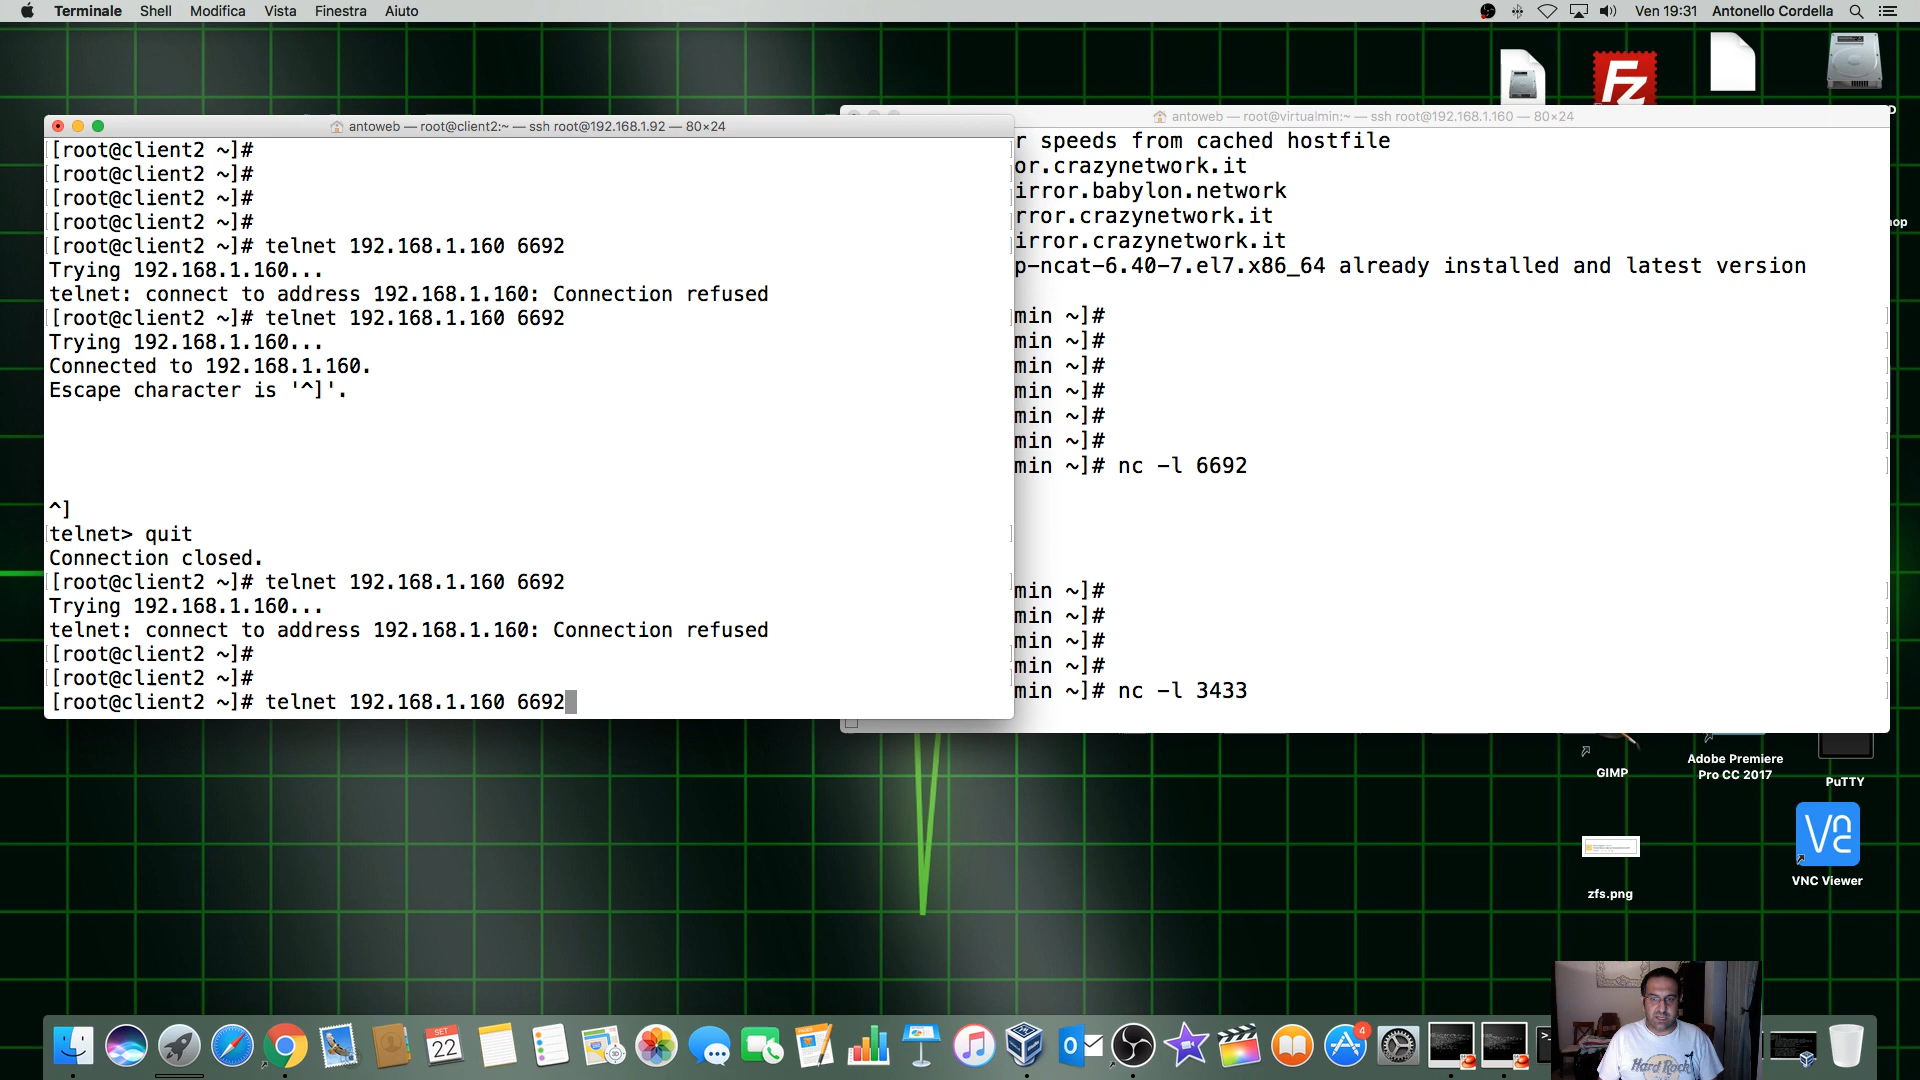 Terminale Shell Modifica Vista Finestra Aiuto
Ven 19:31 Antonello Cordella
antoweb — root@client2:~ — ssh root@192.168.1.92 — 80×24
[root@client2 ~]#
[root@client2 ~]#
[root@client2 ~]#
[root@client2 ~]#
[root@client2 ~]# telnet 192.168.1.160 6692
Trying 192.168.1.160...
telnet: connect to address 192.168.1.160: Connection refused
[root@client2 ~]# telnet 192.168.1.160 6692
Trying 192.168.1.160...
Connected to 192.168.1.160.
Escape character is '^]'.
^]
telnet> quit
Connection closed.
[root@client2 ~]# telnet 192.168.1.160 6692
Trying 192.168.1.160...
telnet: connect to address 192.168.1.160: Connection refused
[root@client2 ~]#
[root@client2 ~]#
[root@client2 ~]# telnet 192.168.1.160 6692
antoweb — root@virtualmin:~ — ssh root@192.168.1.160 — 80×24
r speeds from cached hostfile
or.crazynetwork.it
irror.babylon.network
rror.crazynetwork.it
irror.crazynetwork.it
p-ncat-6.40-7.el7.x86_64 already installed and latest version
min ~]#
min ~]#
min ~]#
min ~]#
min ~]#
min ~]#
min ~]# nc -l 6692
min ~]#
min ~]#
min ~]#
min ~]#
min ~]# nc -l 3433
Fz
op
GIMP
Adobe Premiere
Pro CC 2017
PuTTY
VNC Viewer
zfs.png
SET
22
PAGES
3D
4
Hard Rock